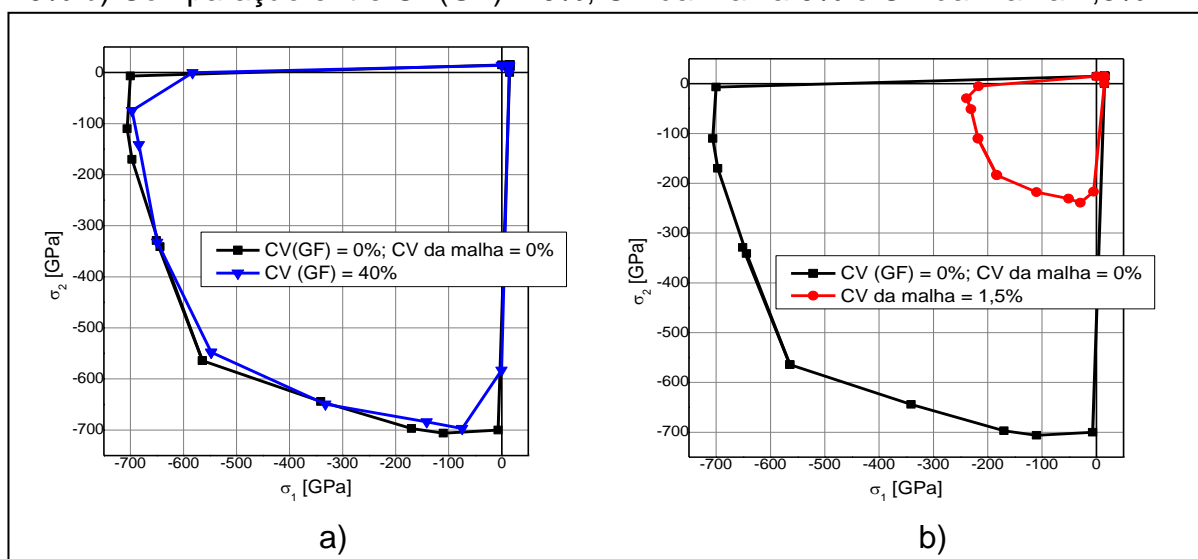 0
-100
-200
-300
-400
-500
-600
-700
σ2 [GPa]
CV(GF) = 0%; CV da malha = 0%
CV (GF) = 40%
-700 -600 -500 -400 -300 -200 -100 0
σ1 [GPa]
a)
0
-100
-200
-300
-400
-500
-600
-700
σ2 [GPa]
CV (GF) = 0%; CV da malha = 0%
CV da malha = 1,5%
-700 -600 -500 -400 -300 -200 -100 0
σ1 [GPa]
b)